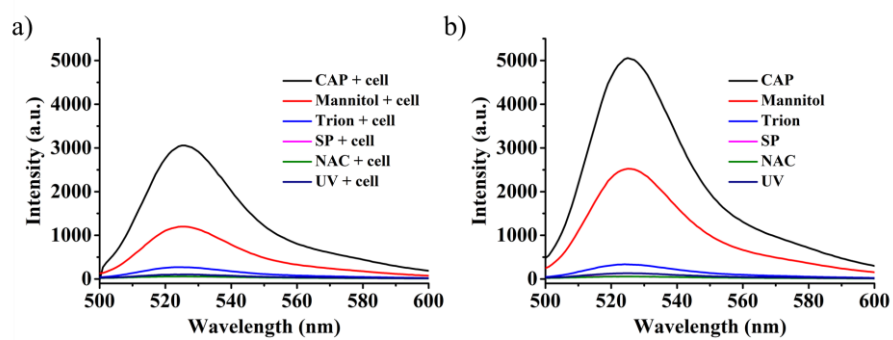 a)
5000
4000
3000
2000
1000
0
500
520
540
560
580
600
Intensity (a.u.)
Wavelength (nm)
CAP + cell
Mannitol + cell
Trion + cell
SP + cell
NAC + cell
UV + cell
b)
5000
4000
3000
2000
1000
0
500
520
540
560
580
600
Intensity (a.u.)
Wavelength (nm)
CAP
Mannitol
Trion
SP
NAC
UV